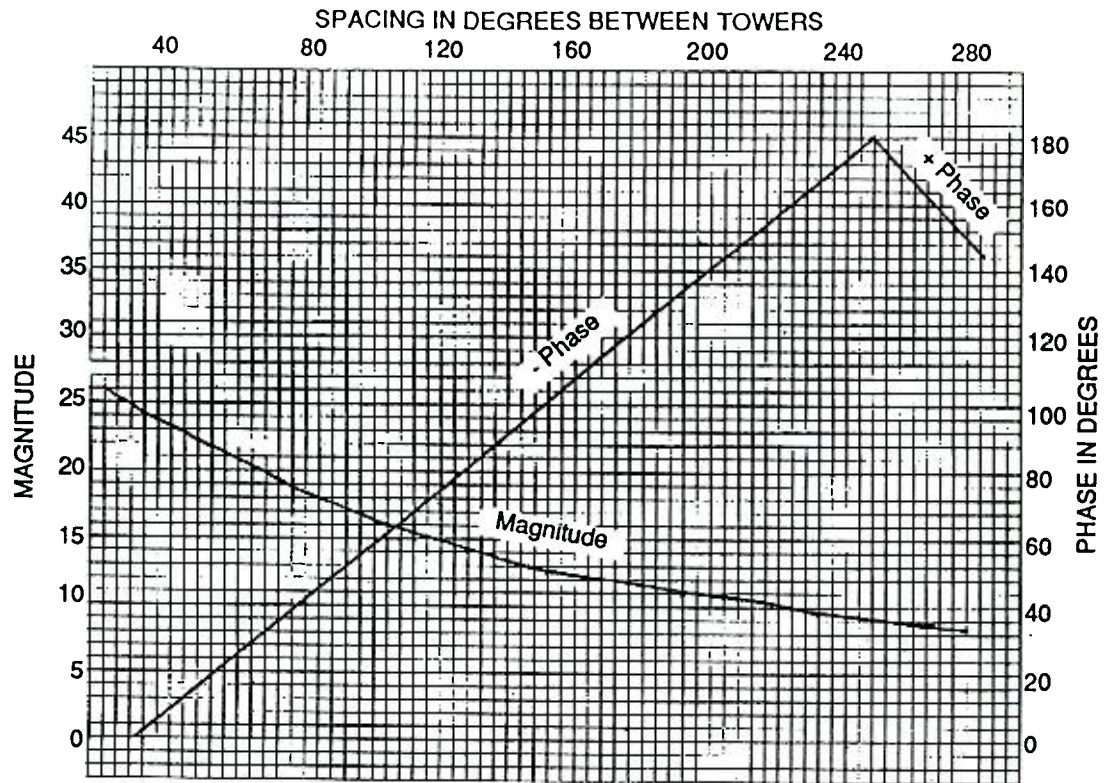 SPACING IN DEGREES BETWEEN TOWERS
40 80 120 160 200 240 280
MAGNITUDE
45
40
35
30
25
20
15
10
5
0
- Phase
+ Phase
Magnitude
180
160
140
120
100
80
60
40
20
0
PHASE IN DEGREES